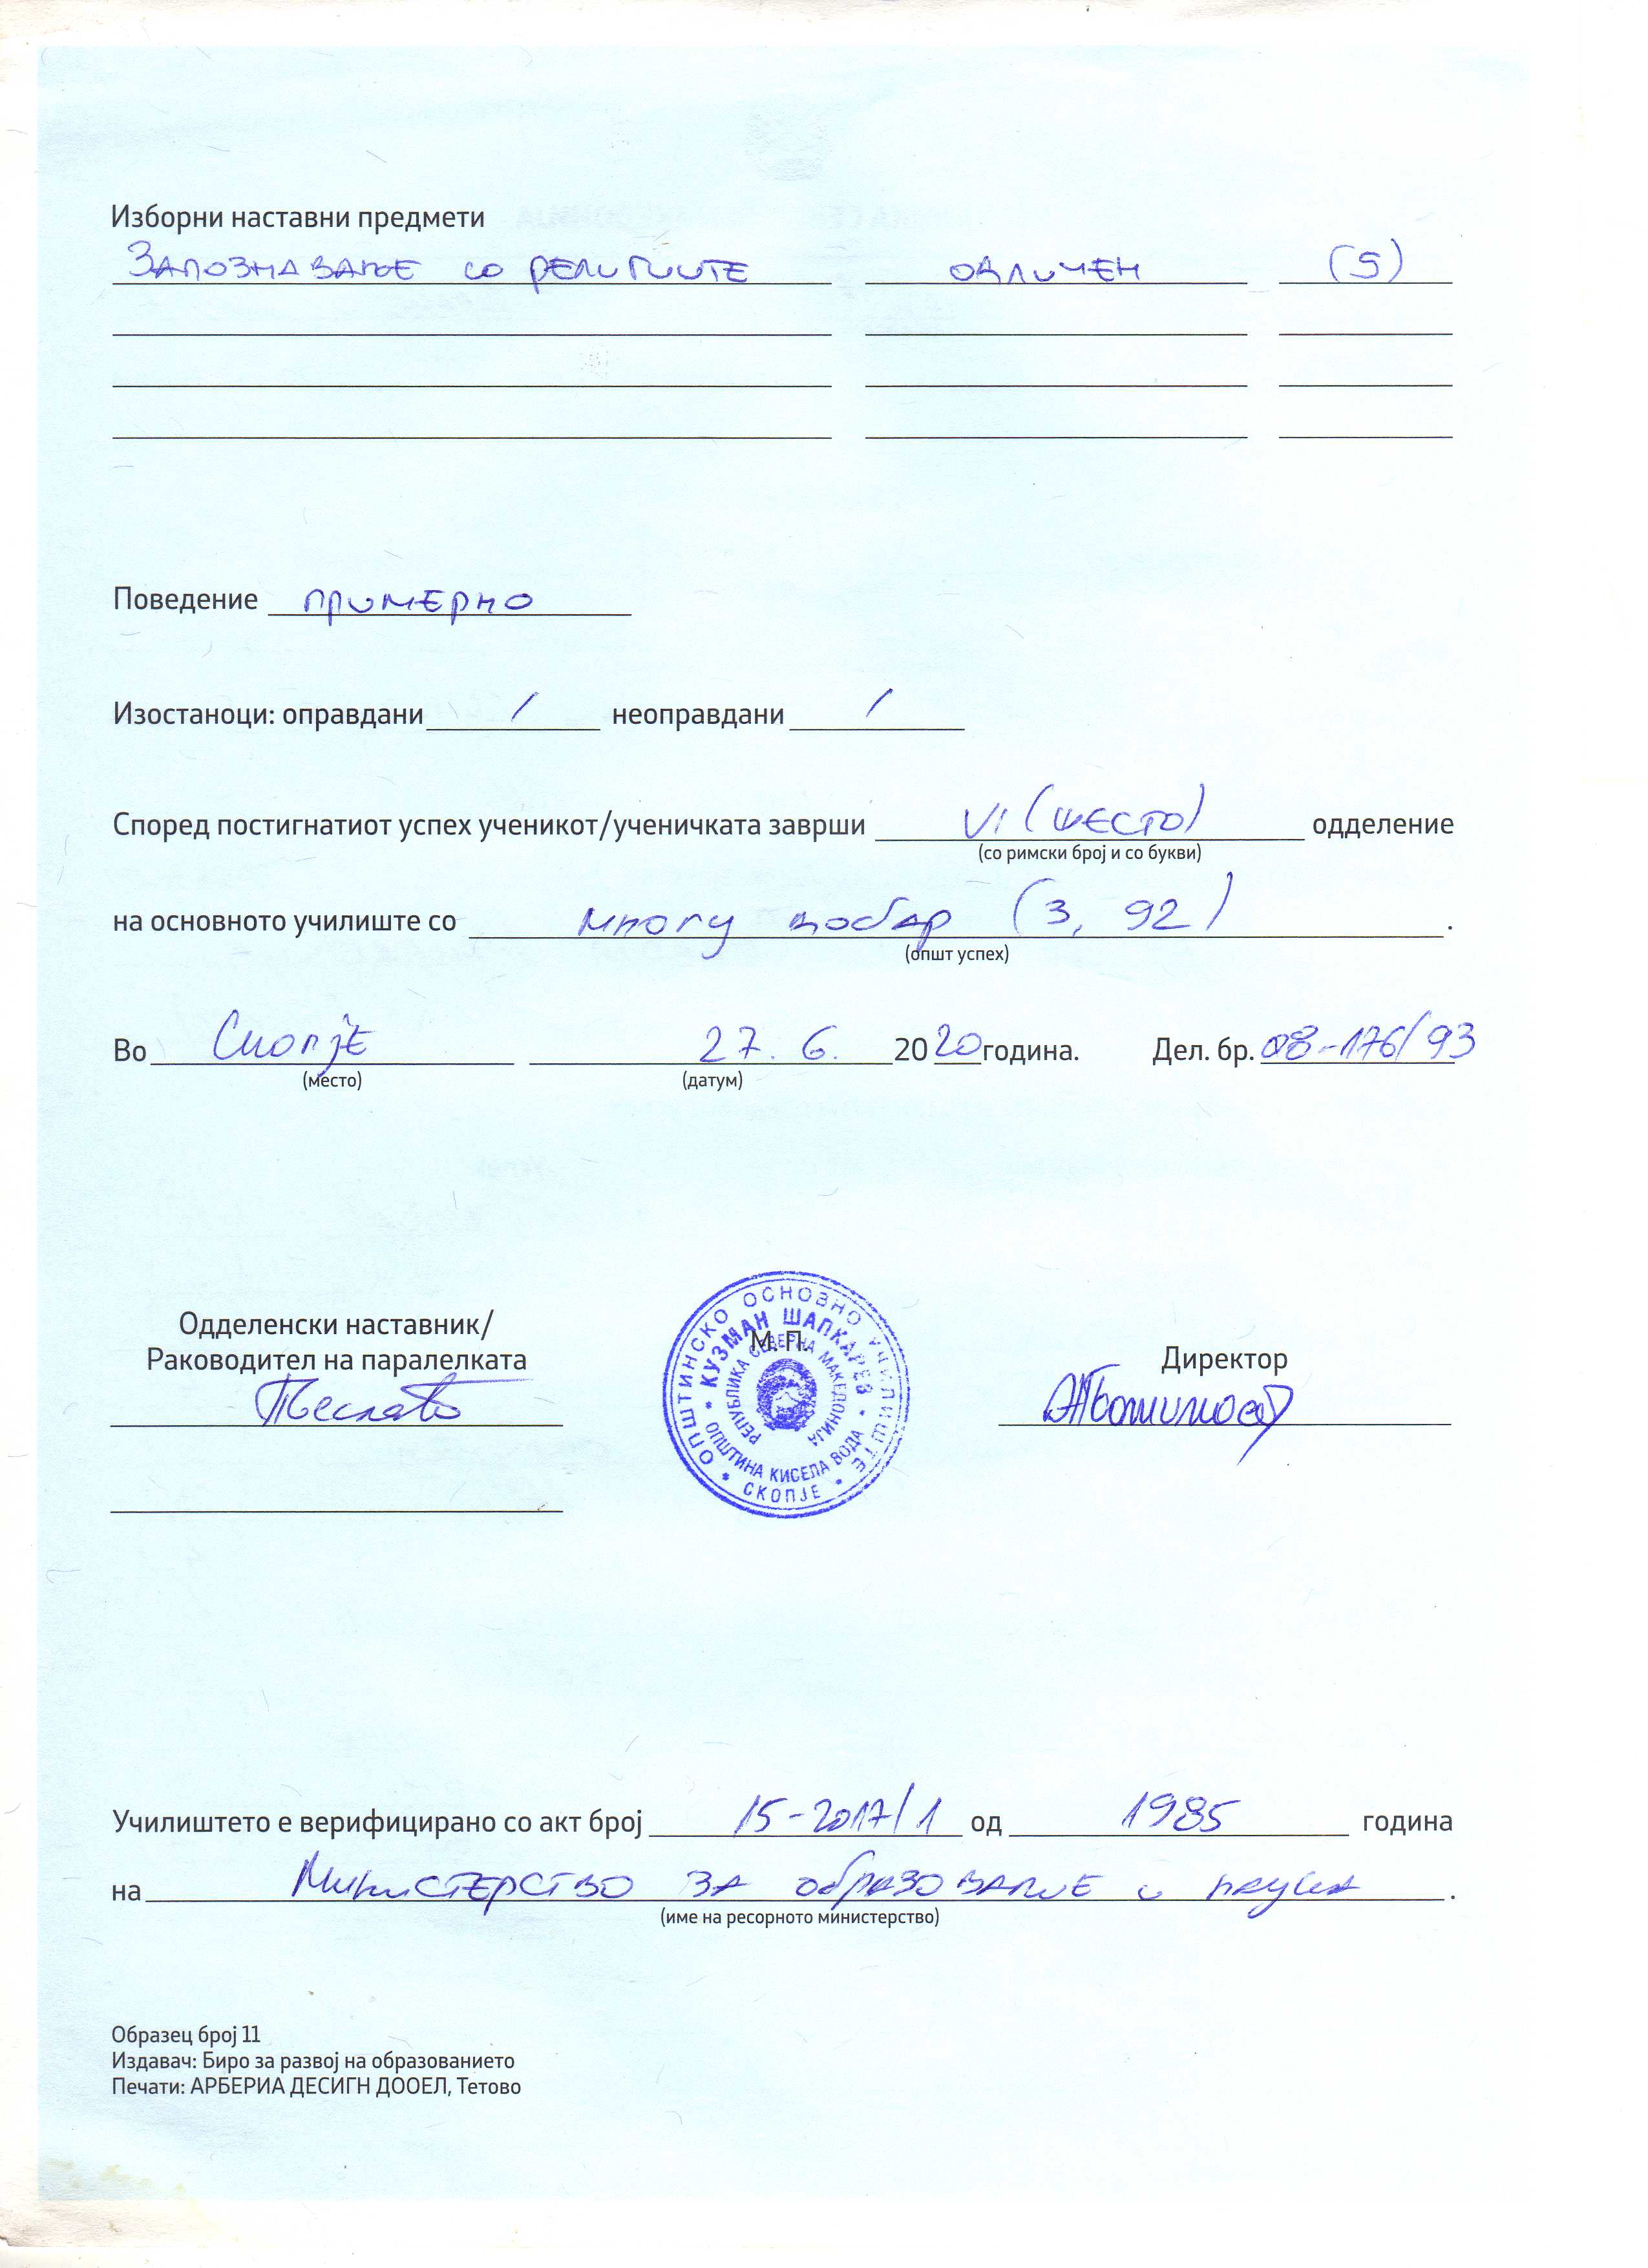 Изборни наставни предмети
Запознавање со религиите одличен (5)
Поведение примерно
Изостаноци: оправдани / неоправдани /
Според постигнатиот успех ученикот/ученичката заврши VI (шесто) одделение
(со римски број и со букви)
на основното училиште со многу добар (3,92).
(општ успех)
Во Скопје 27. 6. 2020 година. Дел. бр. 08-176/93
(место) (датум)
Одделенски наставник/
Раководител на паралелката
М.П.
Директор
ОПШТИНСКО ОСНОВНО УЧИЛИШТЕ • СКОПЈЕ •
КУЗМАН ШАПКАРЕВ • ОПШТИНА КИСЕЛА ВОДА •
РЕПУБЛИКА СЕВЕРНА МАКЕДОНИЈА
Училиштето е верифицирано со акт број 15-2017/1 од 1985 година
на Министерство за образование и наука.
(име на ресорното министерство)
Образец број 11
Издавач: Биро за развој на образованието
Печати: АРБЕРИА ДЕСИГН ДООЕЛ, Тетово